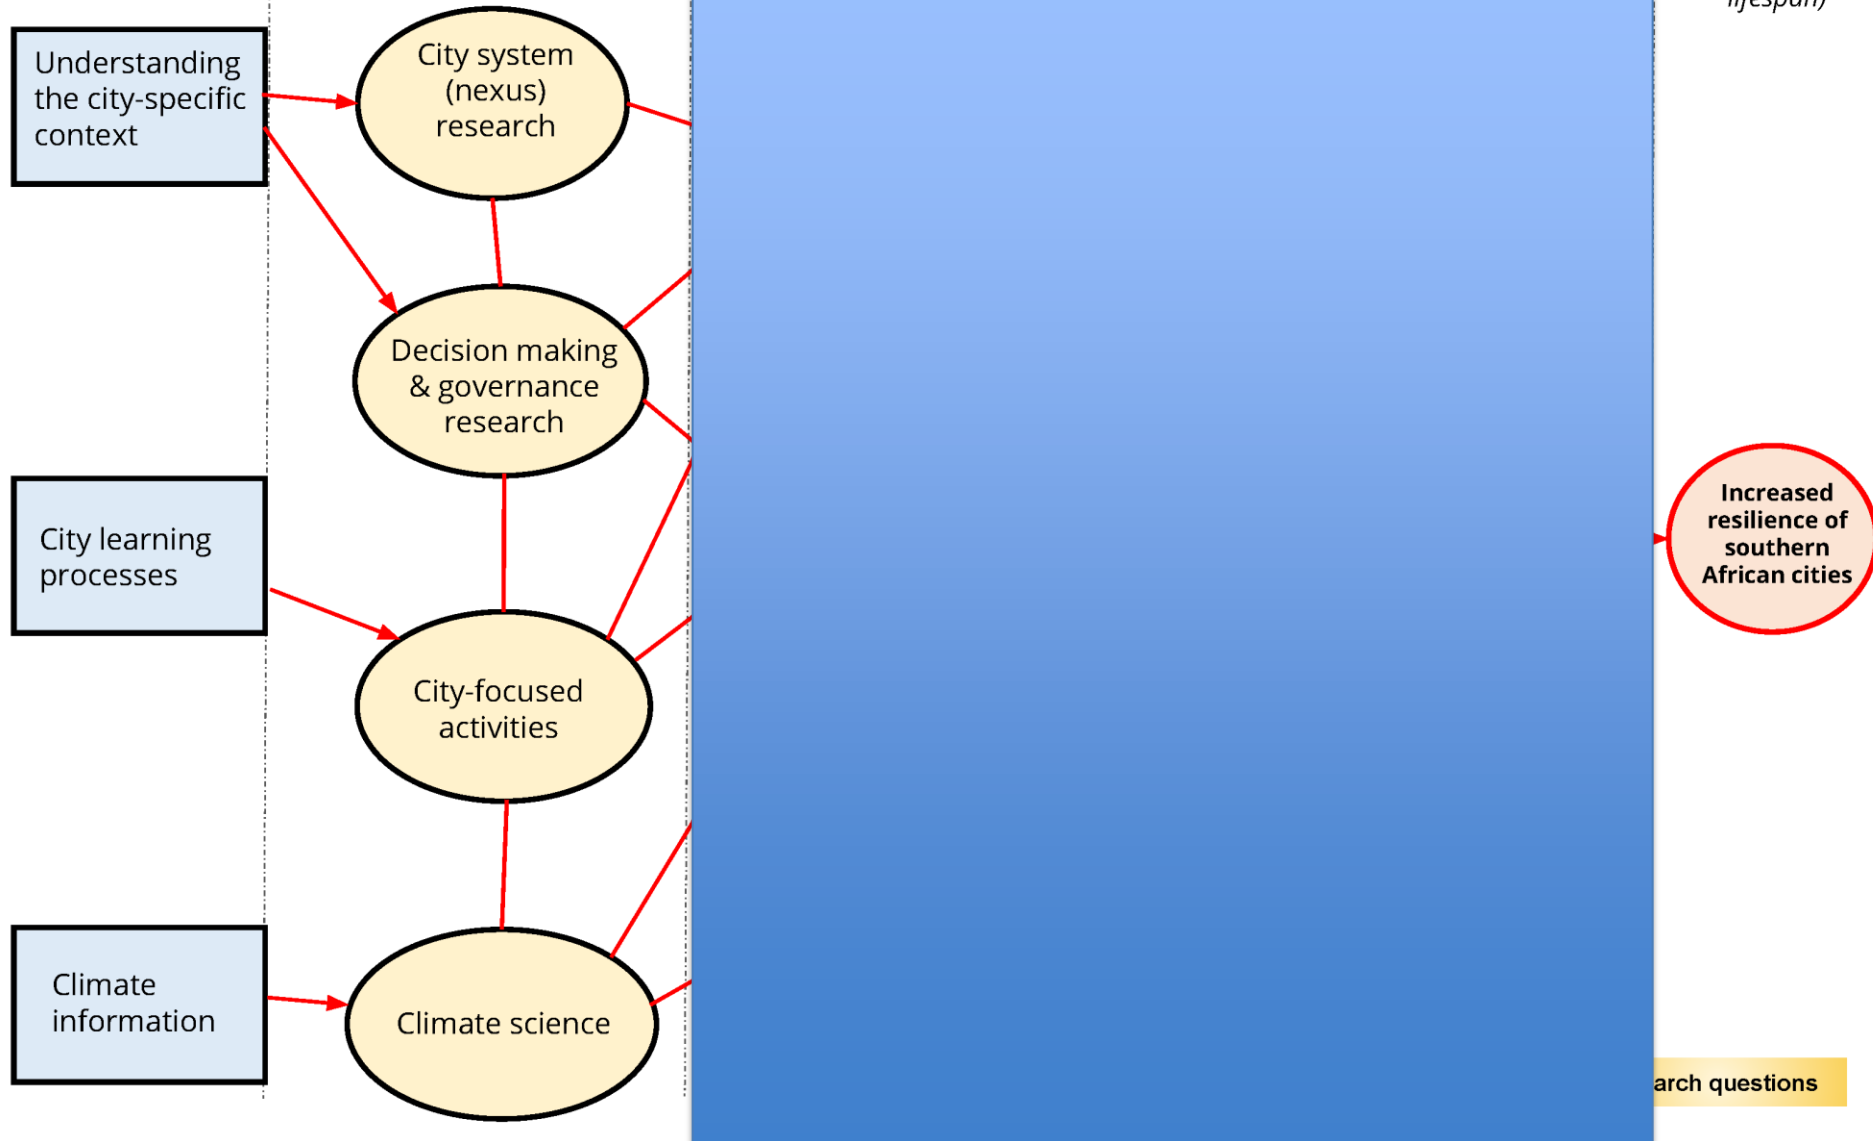 lifespan)
Understanding
the city-specific
context
City system
(nexus)
research
Decision making
& governance
research
City learning
processes
Increased
resilience of
southern
African cities
City-focused
activities
Climate
information
Climate science
arch questions